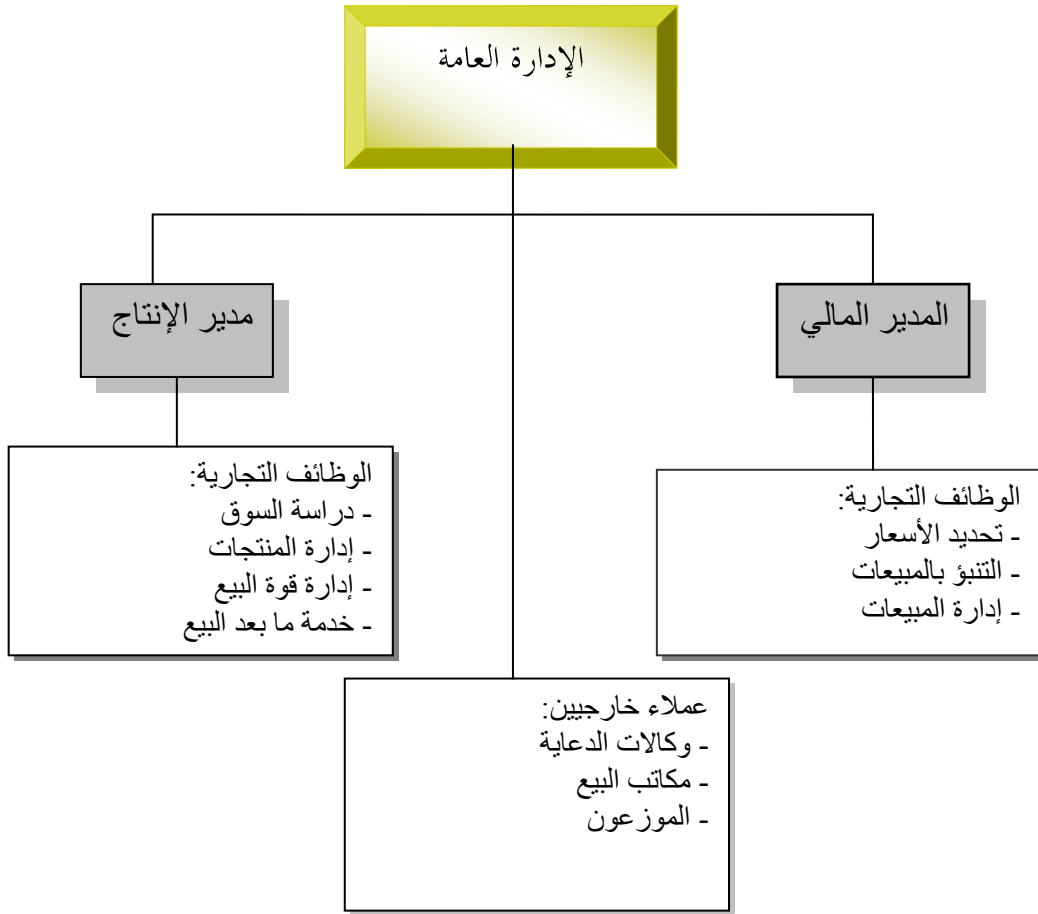 الإدارة العامة
المدير المالي
مدير الإنتاج
الوظائف التجارية:
- تحديد الأسعار
- التنبؤ بالمبيعات
- إدارة المبيعات
الوظائف التجارية:
- دراسة السوق
- إدارة المنتجات
- إدارة قوة البيع
- خدمة ما بعد البيع
عملاء خارجيين:
- وكالات الدعاية
- مكاتب البيع
- الموزعون